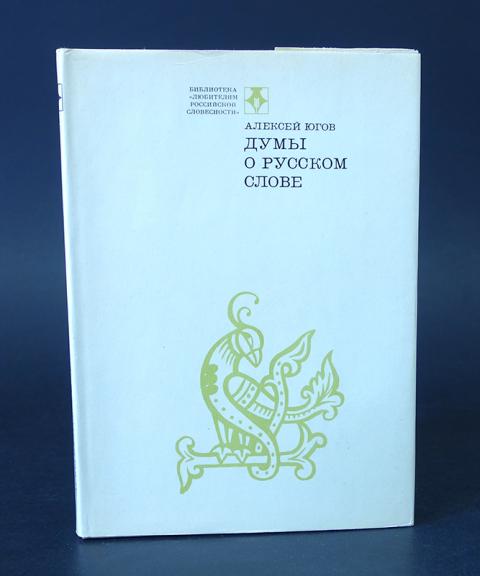 БИБЛИОТЕКА
«ЛЮБИТЕЛЯМ
РОССИЙСКОЙ
СЛОВЕСНОСТИ»
АЛЕКСЕЙ ЮГОВ
ДУМЫ
О РУССКОМ
СЛОВЕ